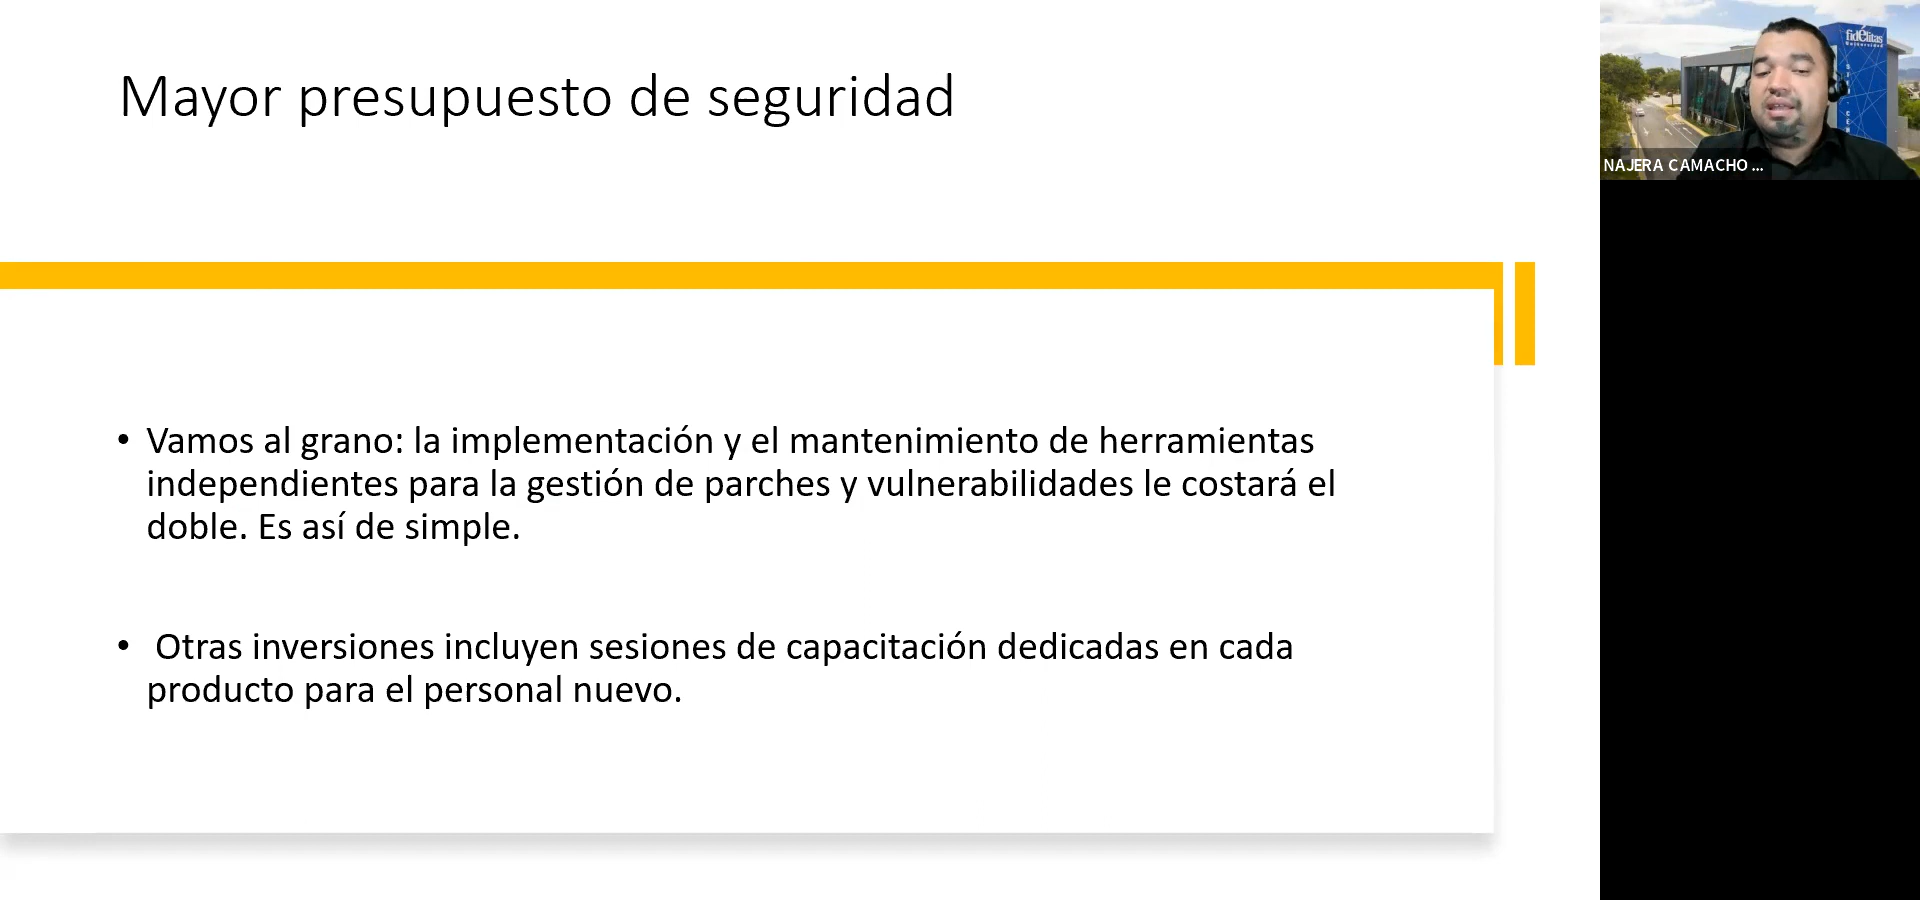 Mayor presupuesto de seguridad
fidélitas
Universidad
NAJERA CAMACHO ...
• Vamos al grano: la implementación y el mantenimiento de herramientas
independientes para la gestión de parches y vulnerabilidades le costará el
doble. Es así de simple.
• Otras inversiones incluyen sesiones de capacitación dedicadas en cada
producto para el personal nuevo.